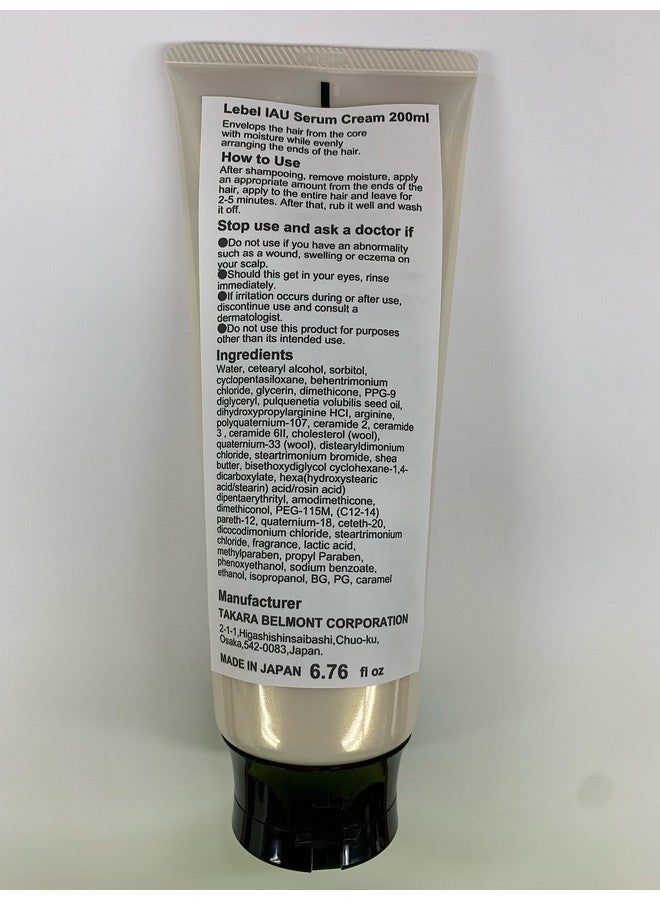 Lebel IAU Serum Cream 200ml
Envelops the hair from the core
with moisture while evenly
arranging the ends of the hair.
How to Use
After shampooing, remove moisture, apply
an appropriate amount from the ends of the
hair, apply to the entire hair and leave for
2-5 minutes. After that, rub it well and wash
it off.
Stop use and ask a doctor if
●Do not use if you have an abnormality
such as a wound, swelling or eczema on
your scalp.
●Should this get in your eyes, rinse
immediately.
●If irritation occurs during or after use,
discontinue use and consult a
dermatologist.
●Do not use this product for purposes
other than its intended use.
Ingredients
Water, cetearyl alcohol, sorbitol,
cyclopentasiloxane, behentrimonium
chloride, glycerin, dimethicone, PPG-9
diglyceryl, pulquenetia volubilis seed oil,
dihydroxypropylarginine HCI, arginine,
polyquaternium-107, ceramide 2, ceramide
3 , ceramide 6II, cholesterol (wool),
quaternium-33 (wool), distearyldimonium
chloride, steartrimonium bromide, shea
butter, bisethoxydiglycol cyclohexane-1,4-
dicarboxylate, hexa(hydroxystearic
acid/stearin) acid/rosin acid)
dipentaerythrityl, amodimethicone,
dimethiconol, PEG-115M, (C12-14)
pareth-12, quaternium-18, ceteth-20,
dicocodimonium chloride, steartrimonium
chloride, fragrance, lactic acid,
methylparaben, propyl Paraben,
phenoxyethanol, sodium benzoate,
ethanol, isopropanol, BG, PG, caramel
Manufacturer
TAKARA BELMONT CORPORATION
2-1-1,Higashishinsaibashi,Chuo-ku,
Osaka,542-0083,Japan.
MADE IN JAPAN 6.76 fl oz